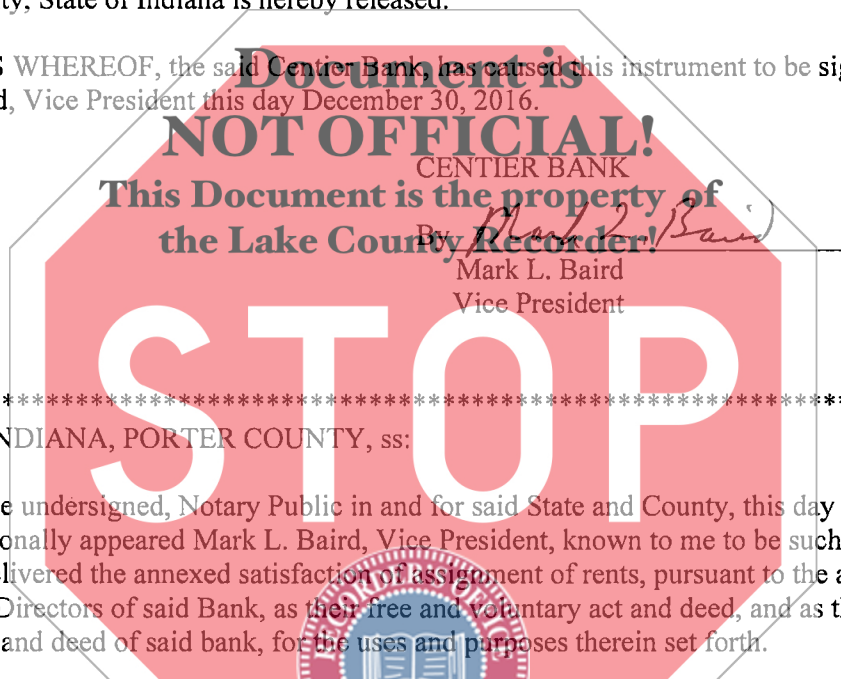 ty, State of Indiana is hereby released.
S WHEREOF, the said Centier Bank, has caused this instrument to be sig
d, Vice President this day December 30, 2016.
Document is
NOT OFFICIAL!
This Document is the property of
the Lake County Recorder!
CENTIER BANK
By Mark L. Baird
Mark L. Baird
Vice President
STOP
************************************************************
NDIANA, PORTER COUNTY, ss:
e undersigned, Notary Public in and for said State and County, this day
onally appeared Mark L. Baird, Vice President, known to me to be such
livered the annexed satisfaction of assignment of rents, pursuant to the a
Directors of said Bank, as their free and voluntary act and deed, and as th
and deed of said bank, for the uses and purposes therein set forth.